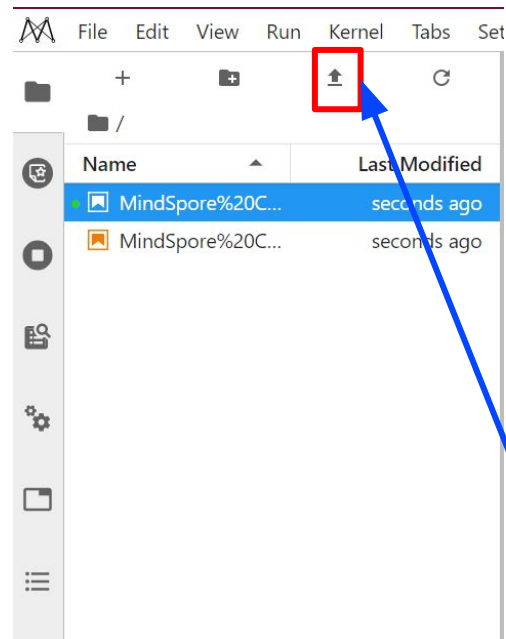 File Edit View Run Kernel Tabs Set
+ C
/
Name Last Modified
MindSpore%20C... seconds ago
MindSpore%20C... seconds ago